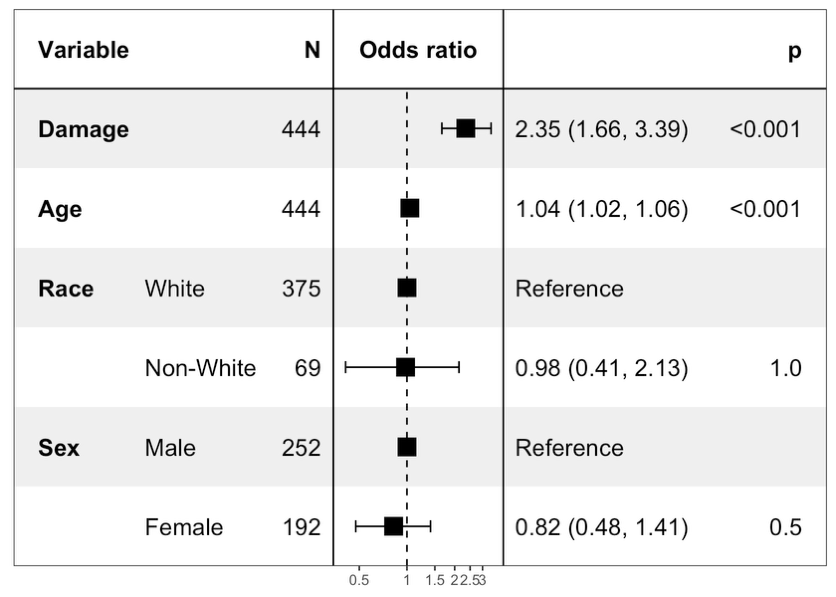 Variable N Odds ratio p
Damage 444 2.35 (1.66, 3.39) <0.001
Age 444 1.04 (1.02, 1.06) <0.001
Race White 375 Reference
Non-White 69 0.98 (0.41, 2.13) 1.0
Sex Male 252 Reference
Female 192 0.82 (0.48, 1.41) 0.5
0.5 1 1.5 2 2.5 3